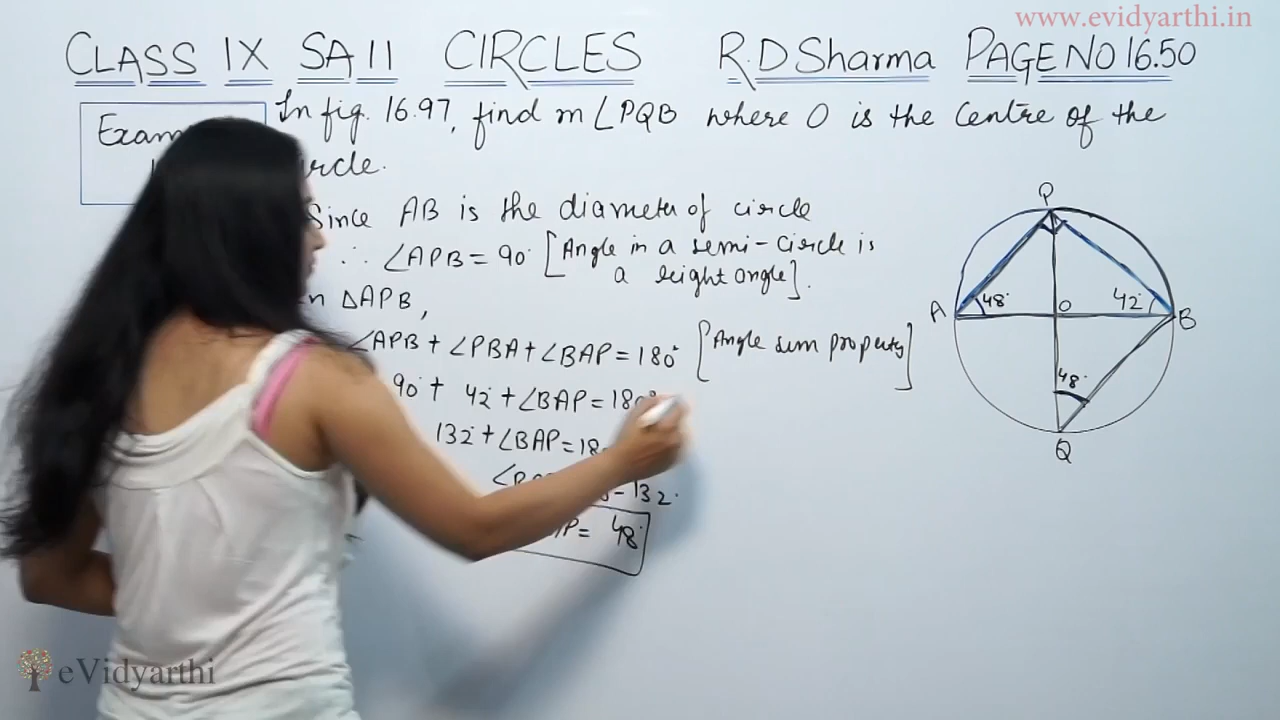 www.evidyarthi.in
CLASS IX SA II CIRCLES R.D Sharma PAGE NO 16.50
In fig. 16.97, find m∠PQB where O is the centre of the
Since AB is the diameter of circle
∴ ∠APB = 90° [Angle in a semi-circle is
a right angle].
ΔAPB,
∠APB + ∠PBA + ∠BAP = 180° [Angle sum property]
90° + 42° + ∠BAP = 180°
132° + ∠BAP = 18
- 132°
= 48°
P
A 48° O 42° B
48°
Q
eVidyarthi